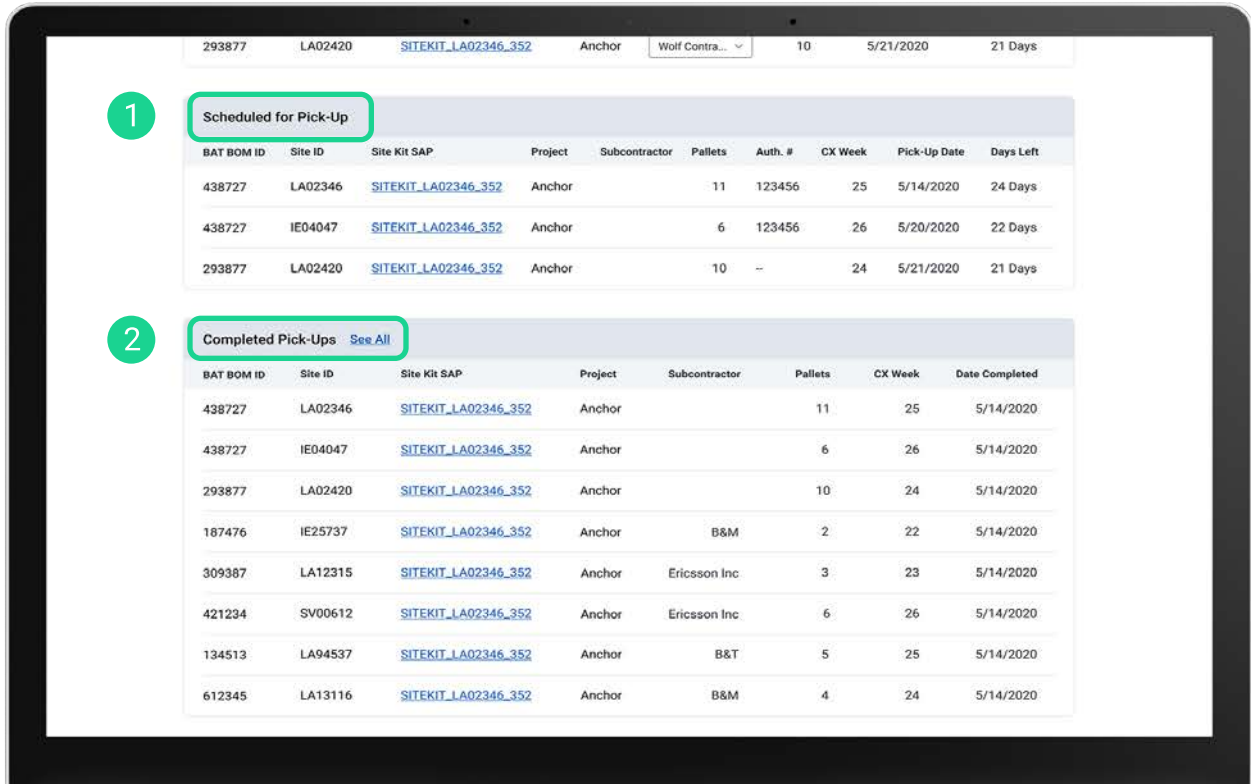 293877 LA02420 SITEKIT_LA02346_352 Anchor Wolf Contra... 10 5/21/2020 21 Days
1
Scheduled for Pick-Up
BAT BOM ID Site ID Site Kit SAP Project Subcontractor Pallets Auth. # CX Week Pick-Up Date Days Left
438727 LA02346 SITEKIT_LA02346_352 Anchor 11 123456 25 5/14/2020 24 Days
438727 IE04047 SITEKIT_LA02346_352 Anchor 6 123456 26 5/20/2020 22 Days
293877 LA02420 SITEKIT_LA02346_352 Anchor 10 -- 24 5/21/2020 21 Days
2
Completed Pick-Ups See All
BAT BOM ID Site ID Site Kit SAP Project Subcontractor Pallets CX Week Date Completed
438727 LA02346 SITEKIT_LA02346_352 Anchor 11 25 5/14/2020
438727 IE04047 SITEKIT_LA02346_352 Anchor 6 26 5/14/2020
293877 LA02420 SITEKIT_LA02346_352 Anchor 10 24 5/14/2020
187476 IE25737 SITEKIT_LA02346_352 Anchor B&M 2 22 5/14/2020
309387 LA12315 SITEKIT_LA02346_352 Anchor Ericsson Inc 3 23 5/14/2020
421234 SV00612 SITEKIT_LA02346_352 Anchor Ericsson Inc 6 26 5/14/2020
134513 LA94537 SITEKIT_LA02346_352 Anchor B&T 5 25 5/14/2020
612345 LA13116 SITEKIT_LA02346_352 Anchor B&M 4 24 5/14/2020